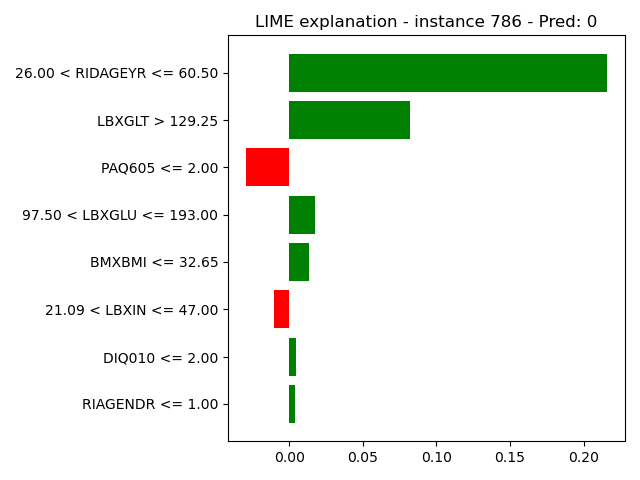 LIME explanation - instance 786 - Pred: 0
26.00 < RIDAGEYR <= 60.50
LBXGLT > 129.25
PAQ605 <= 2.00
97.50 < LBXGLU <= 193.00
BMXBMI <= 32.65
21.09 < LBXIN <= 47.00
DIQ010 <= 2.00
RIAGENDR <= 1.00
0.00 0.05 0.10 0.15 0.20